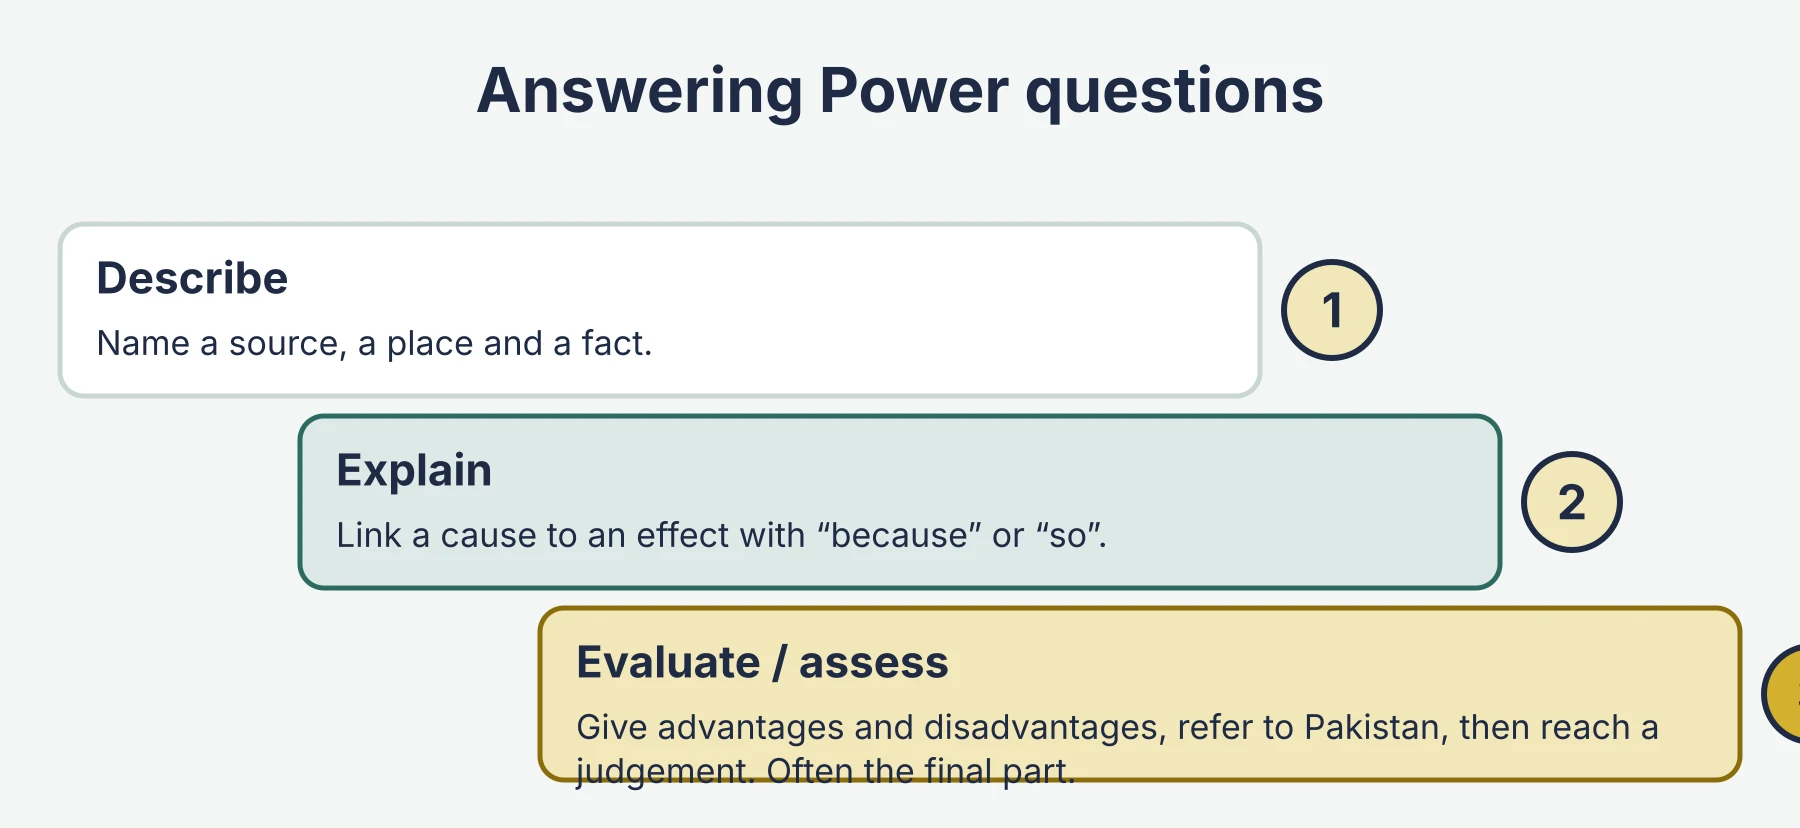 Answering Power questions
Describe
Name a source, a place and a fact.
1
Explain
Link a cause to an effect with “because” or “so”.
2
Evaluate / assess
Give advantages and disadvantages, refer to Pakistan, then reach a
judgement. Often the final part.